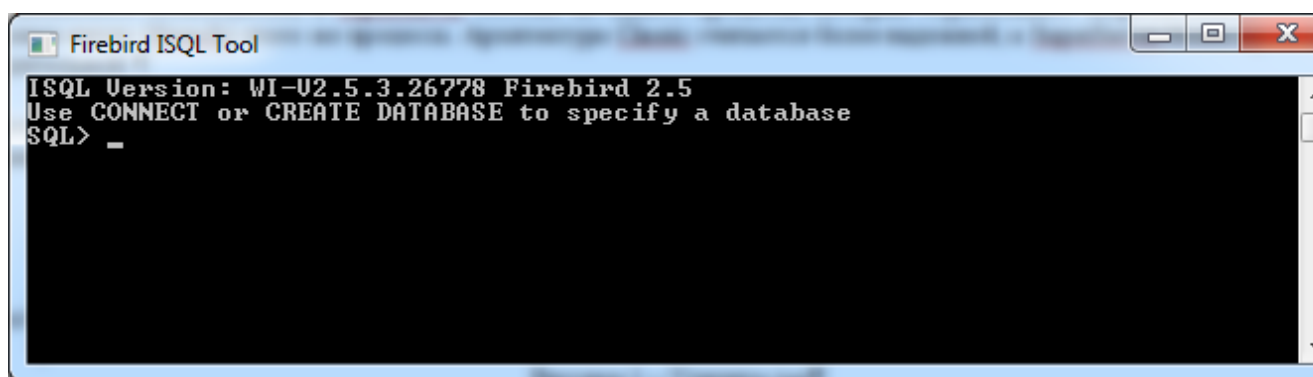 Firebird ISQL Tool
ISQL Version: WI-V2.5.3.26778 Firebird 2.5
Use CONNECT or CREATE DATABASE to specify a database
SQL> _